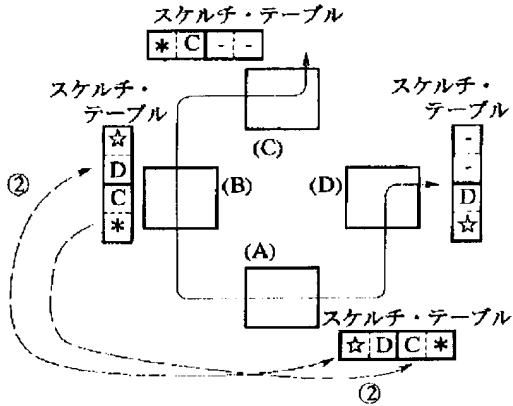 スケルチ・テーブル
* C - -
スケルチ・
テーブル
☆
D
C
*
②
(C)
(B)
(D)
(A)
スケルチ・
テーブル
-
-
D
☆
スケルチ・テーブル
☆ D C *
②